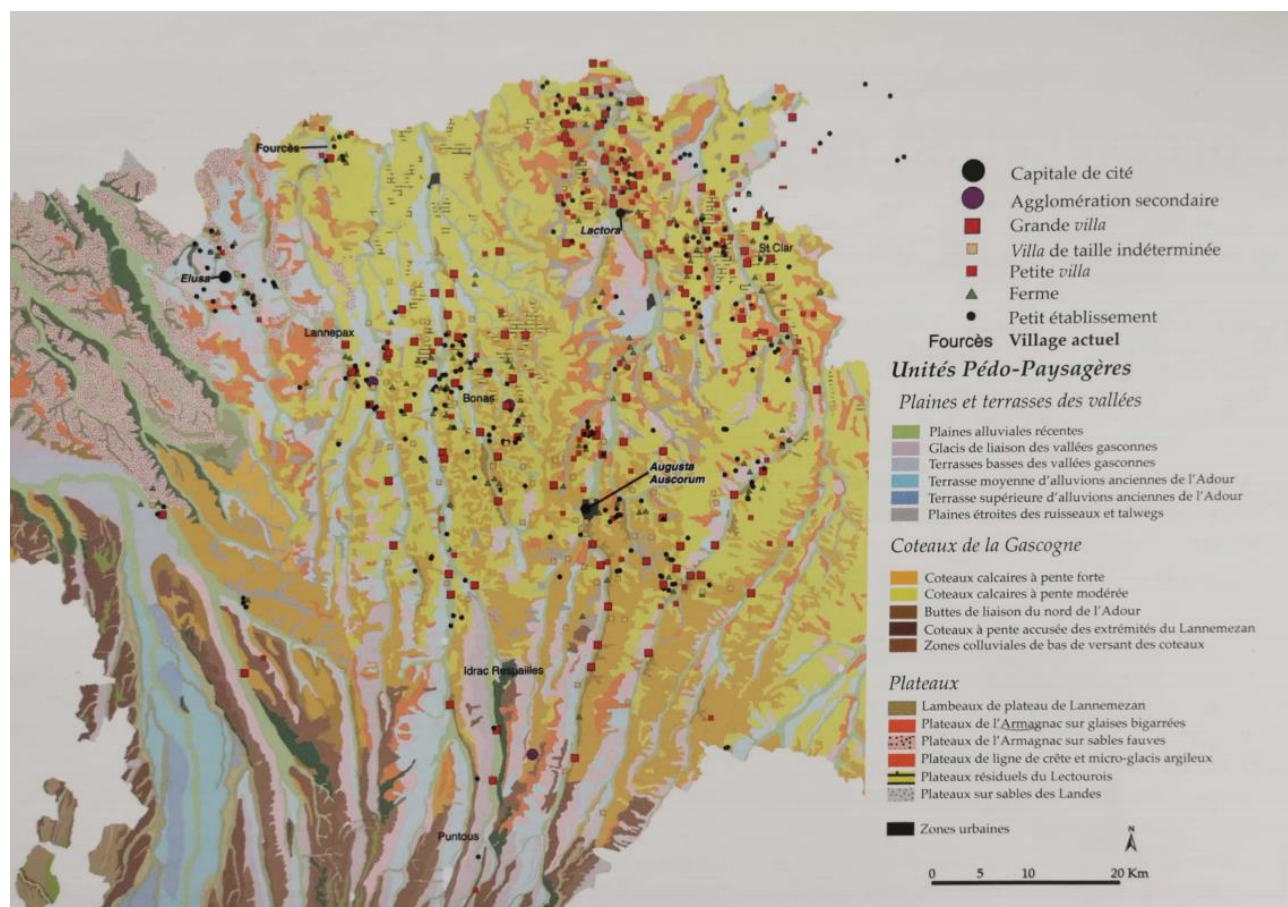 Fourcès
Lactora
St Clar
Elusa
Lannepax
Bonas
Augusta
Auscorum
Idrac Respailles
Puntous
Capitale de cité
Agglomération secondaire
Grande villa
Villa de taille indéterminée
Petite villa
Ferme
Petit établissement
Fourcès Village actuel
Unités Pédo-Paysagères
Plaines et terrasses des vallées
Plaines alluviales récentes
Glacis de liaison des vallées gasconnes
Terrasses basses des vallées gasconnes
Terrasse moyenne d'alluvions anciennes de l'Adour
Terrasse supérieure d'alluvions anciennes de l'Adour
Plaines étroites des ruisseaux et talwegs
Coteaux de la Gascogne
Coteaux calcaires à pente forte
Coteaux calcaires à pente modérée
Buttes de liaison du nord de l'Adour
Coteaux à pente accusée des extrémités du Lannemezan
Zones colluviales de bas de versant des coteaux
Plateaux
Lambeaux de plateau de Lannemezan
Plateaux de l'Armagnac sur glaises bigarrées
Plateaux de l'Armagnac sur sables fauves
Plateaux de ligne de crête et micro-glacis argileux
Plateaux résiduels du Lectourois
Plateaux sur sables des Landes
Zones urbaines
N
0 5 10 20 Km